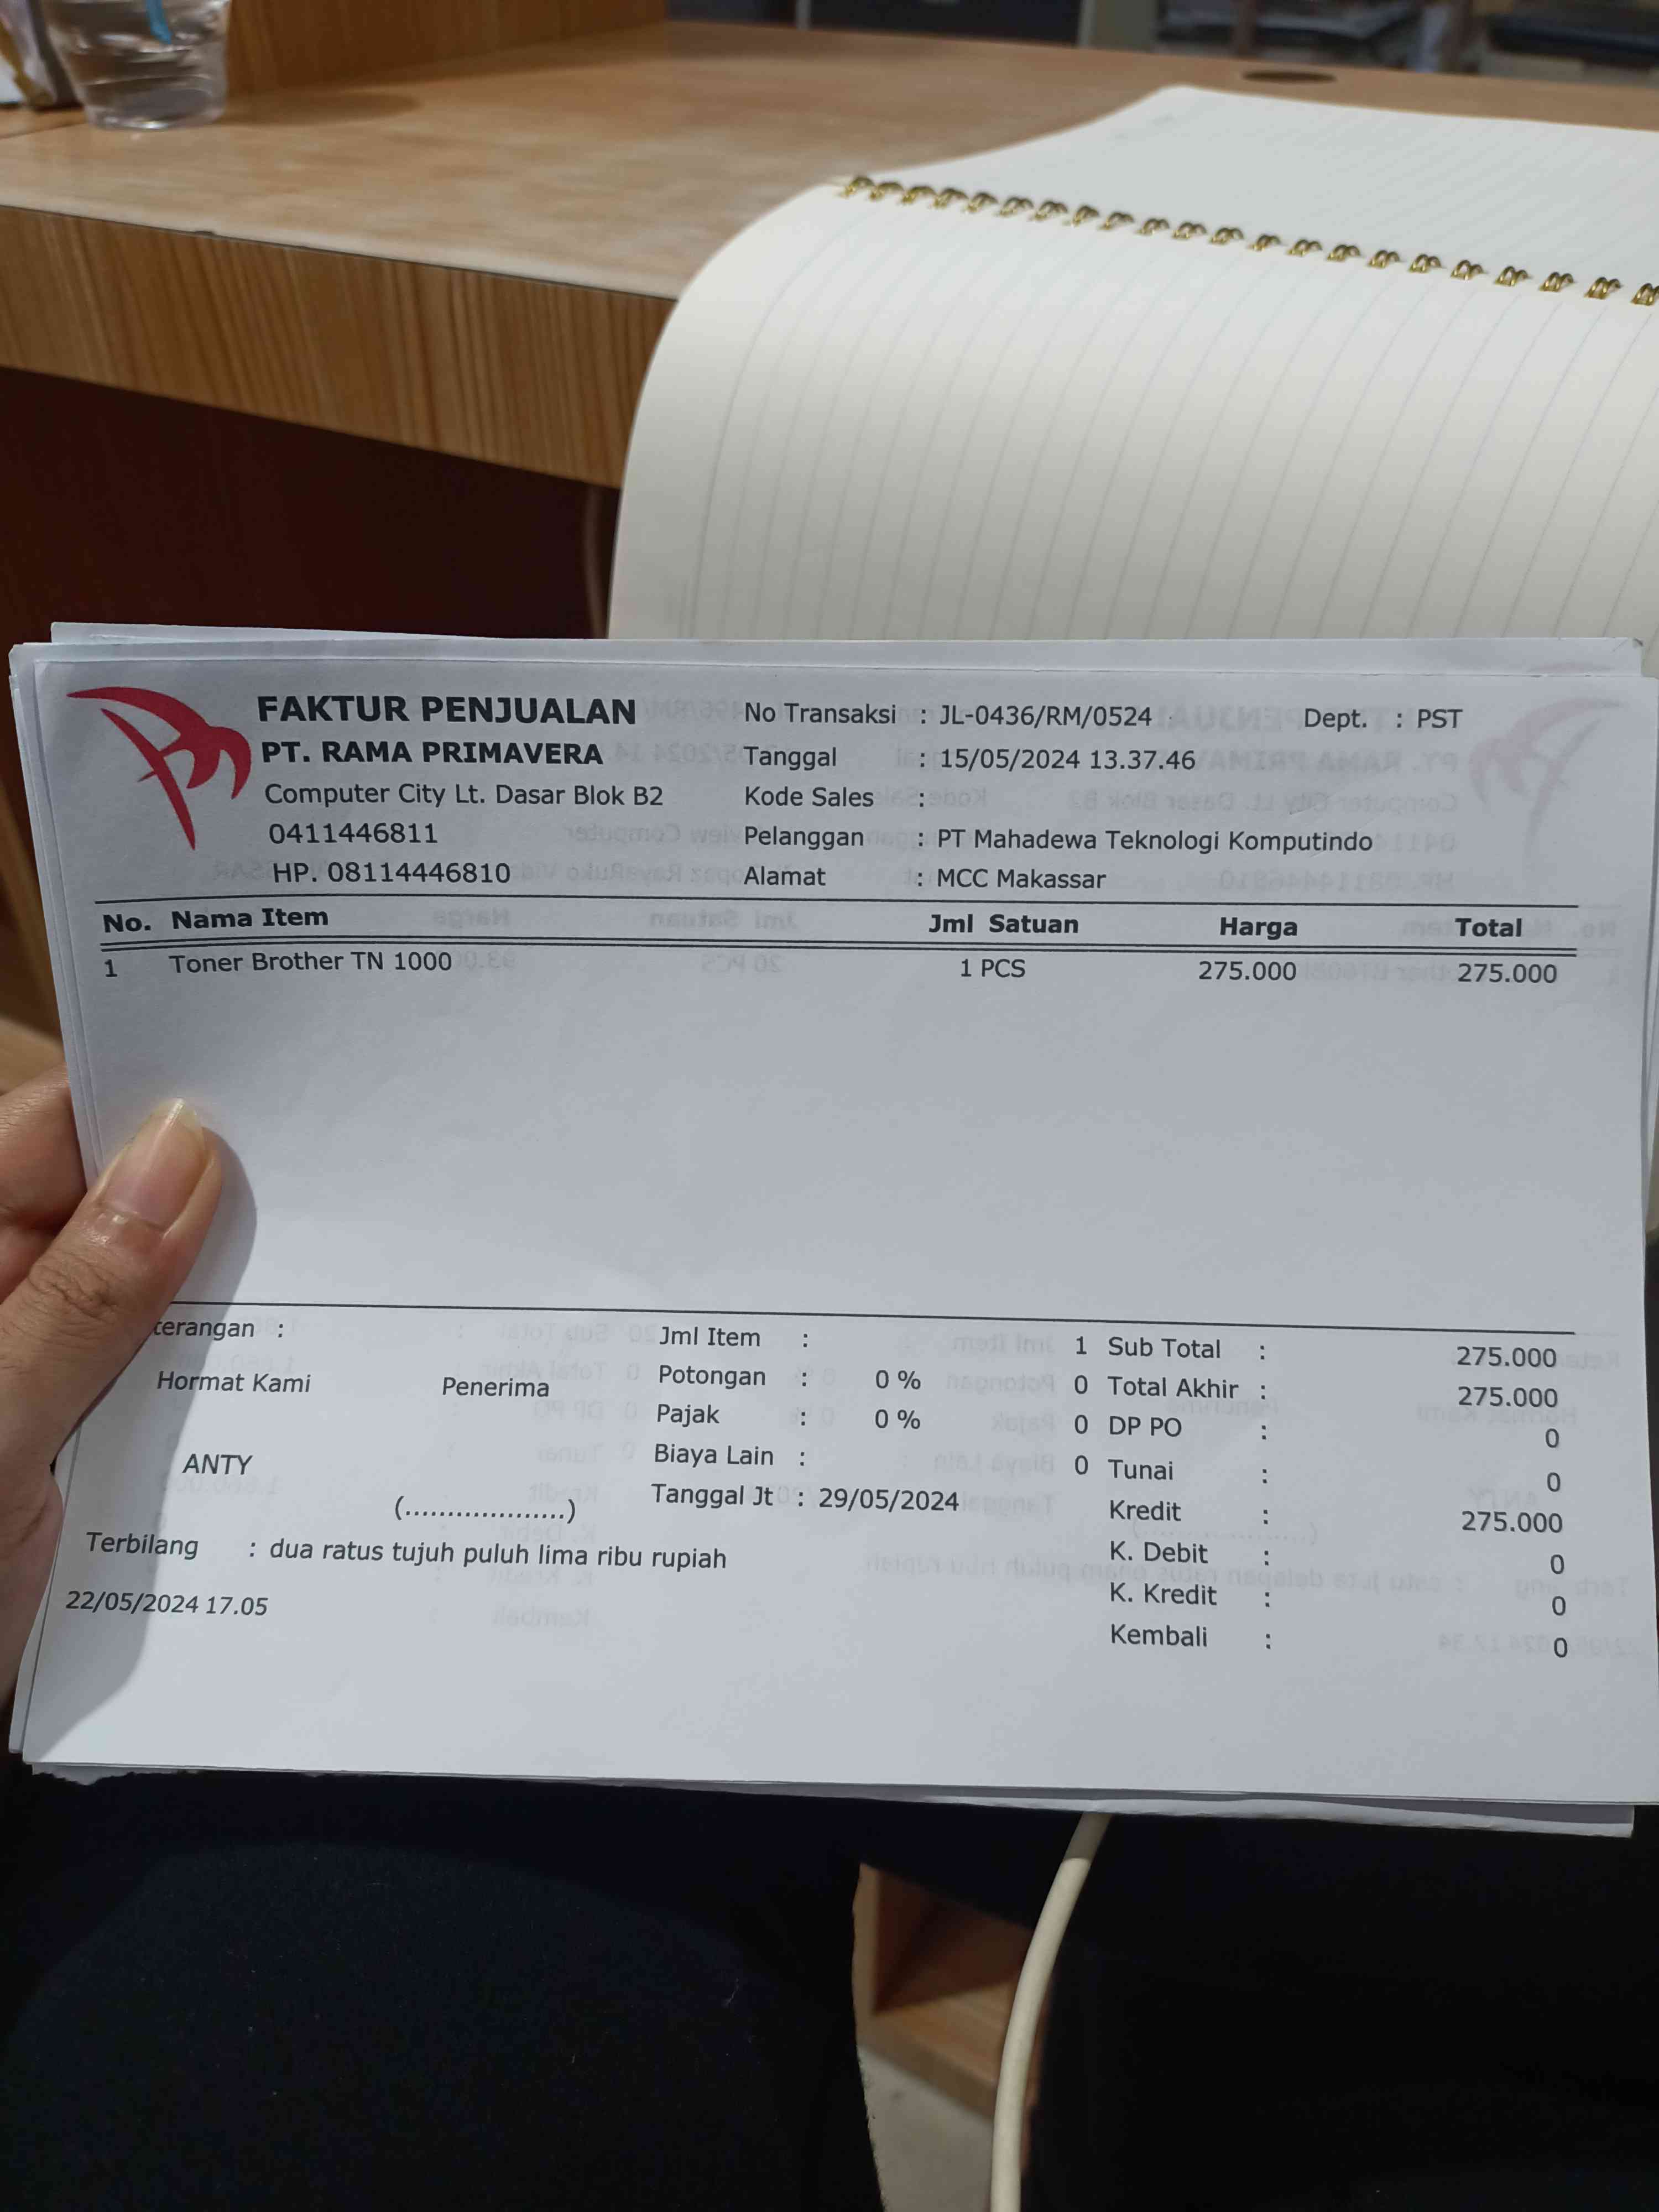 FAKTUR PENJUALAN
PT. RAMA PRIMAVERA
Computer City Lt. Dasar Blok B2
0411446811
HP. 08114446810
No Transaksi : JL-0436/RM/0524 Dept. : PST
Tanggal : 15/05/2024 13.37.46
Kode Sales :
Pelanggan : PT Mahadewa Teknologi Komputindo
Alamat : MCC Makassar
No. Nama Item Jml Satuan Harga Total
1 Toner Brother TN 1000 1 PCS 275.000 275.000
terangan :
Hormat Kami Penerima
ANTY
(...................)
Jml Item : 1
Potongan : 0 % 0
Pajak : 0 % 0
Biaya Lain : 0
Tanggal Jt : 29/05/2024
Sub Total : 275.000
Total Akhir : 275.000
DP PO : 0
Tunai : 0
Kredit : 275.000
K. Debit : 0
K. Kredit : 0
Kembali : 0
Terbilang : dua ratus tujuh puluh lima ribu rupiah
22/05/2024 17.05